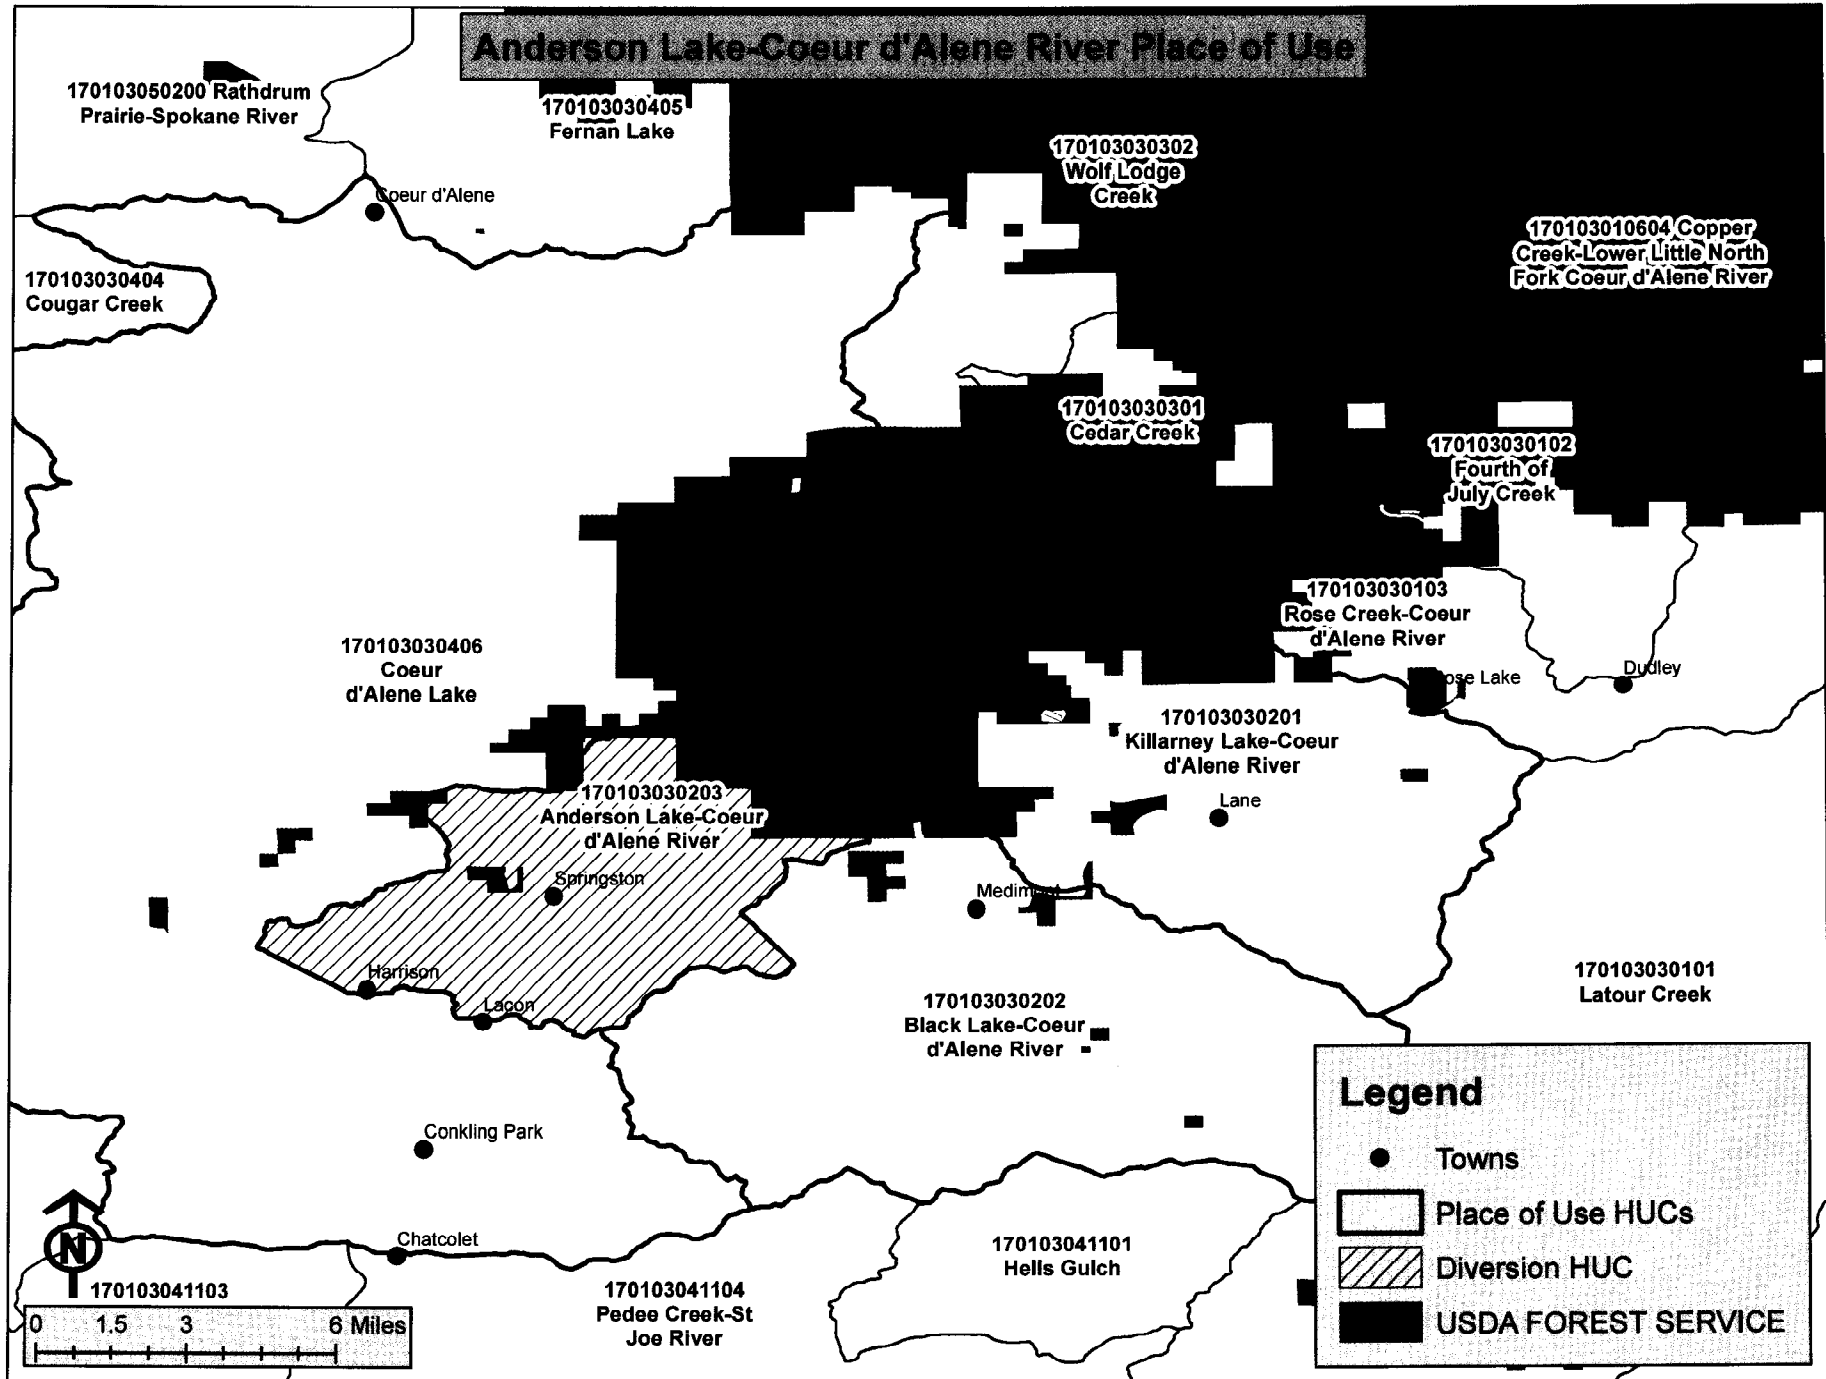 Anderson Lake-Coeur d'Alene River Place of Use
170103050200 Rathdrum
Prairie-Spokane River
170103030405
Fernan Lake
170103030302
Wolf Lodge
Creek
Coeur d'Alene
170103010604 Copper
Creek-Lower Little North
Fork Coeur d'Alene River
170103030404
Cougar Creek
170103030301
Cedar Creek
170103030102
Fourth of
July Creek
170103030103
Rose Creek-Coeur
d'Alene River
170103030406
Coeur
d'Alene Lake
Dudley
ose Lake
170103030201
Killarney Lake-Coeur
d'Alene River
170103030203
Anderson Lake-Coeur
d'Alene River
Lane
Springston
Medimont
Harrison
Lacon
170103030101
Latour Creek
170103030202
Black Lake-Coeur
d'Alene River
Conkling Park
Chatcolet
170103041101
Hells Gulch
170103041103
170103041104
Pedee Creek-St
Joe River
N
0 1.5 3 6 Miles
Legend
Towns
Place of Use HUCs
Diversion HUC
USDA FOREST SERVICE